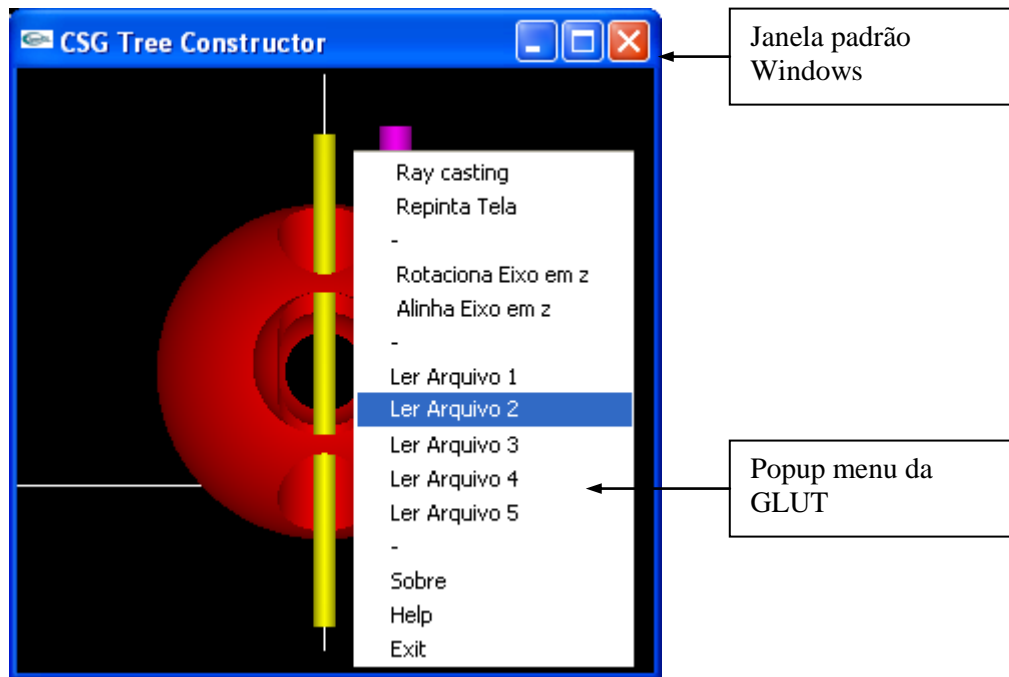 CSG Tree Constructor
Janela padrão
Windows
Ray casting
Repinta Tela
-
Rotaciona Eixo em z
Alinha Eixo em z
-
Ler Arquivo 1
Ler Arquivo 2
Ler Arquivo 3
Ler Arquivo 4
Ler Arquivo 5
-
Sobre
Help
Exit
Popup menu da
GLUT